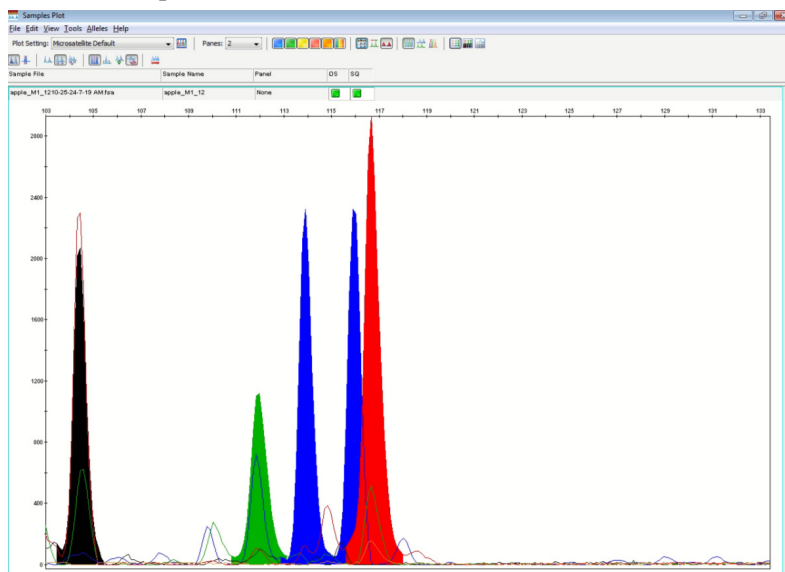 Samples Plot
File Edit View Tools Alleles Help
Plot Setting: Microsatellite Default Panes: 2
Sample File Sample Name Panel OS SQ
apple_M1_1210-25-24-7-19 AM.fsa apple_M1_12 None
103 105 107 109 111 113 115 117 119 121 123 125 127 129 131 133
2800
2400
2000
1600
1200
800
400
0